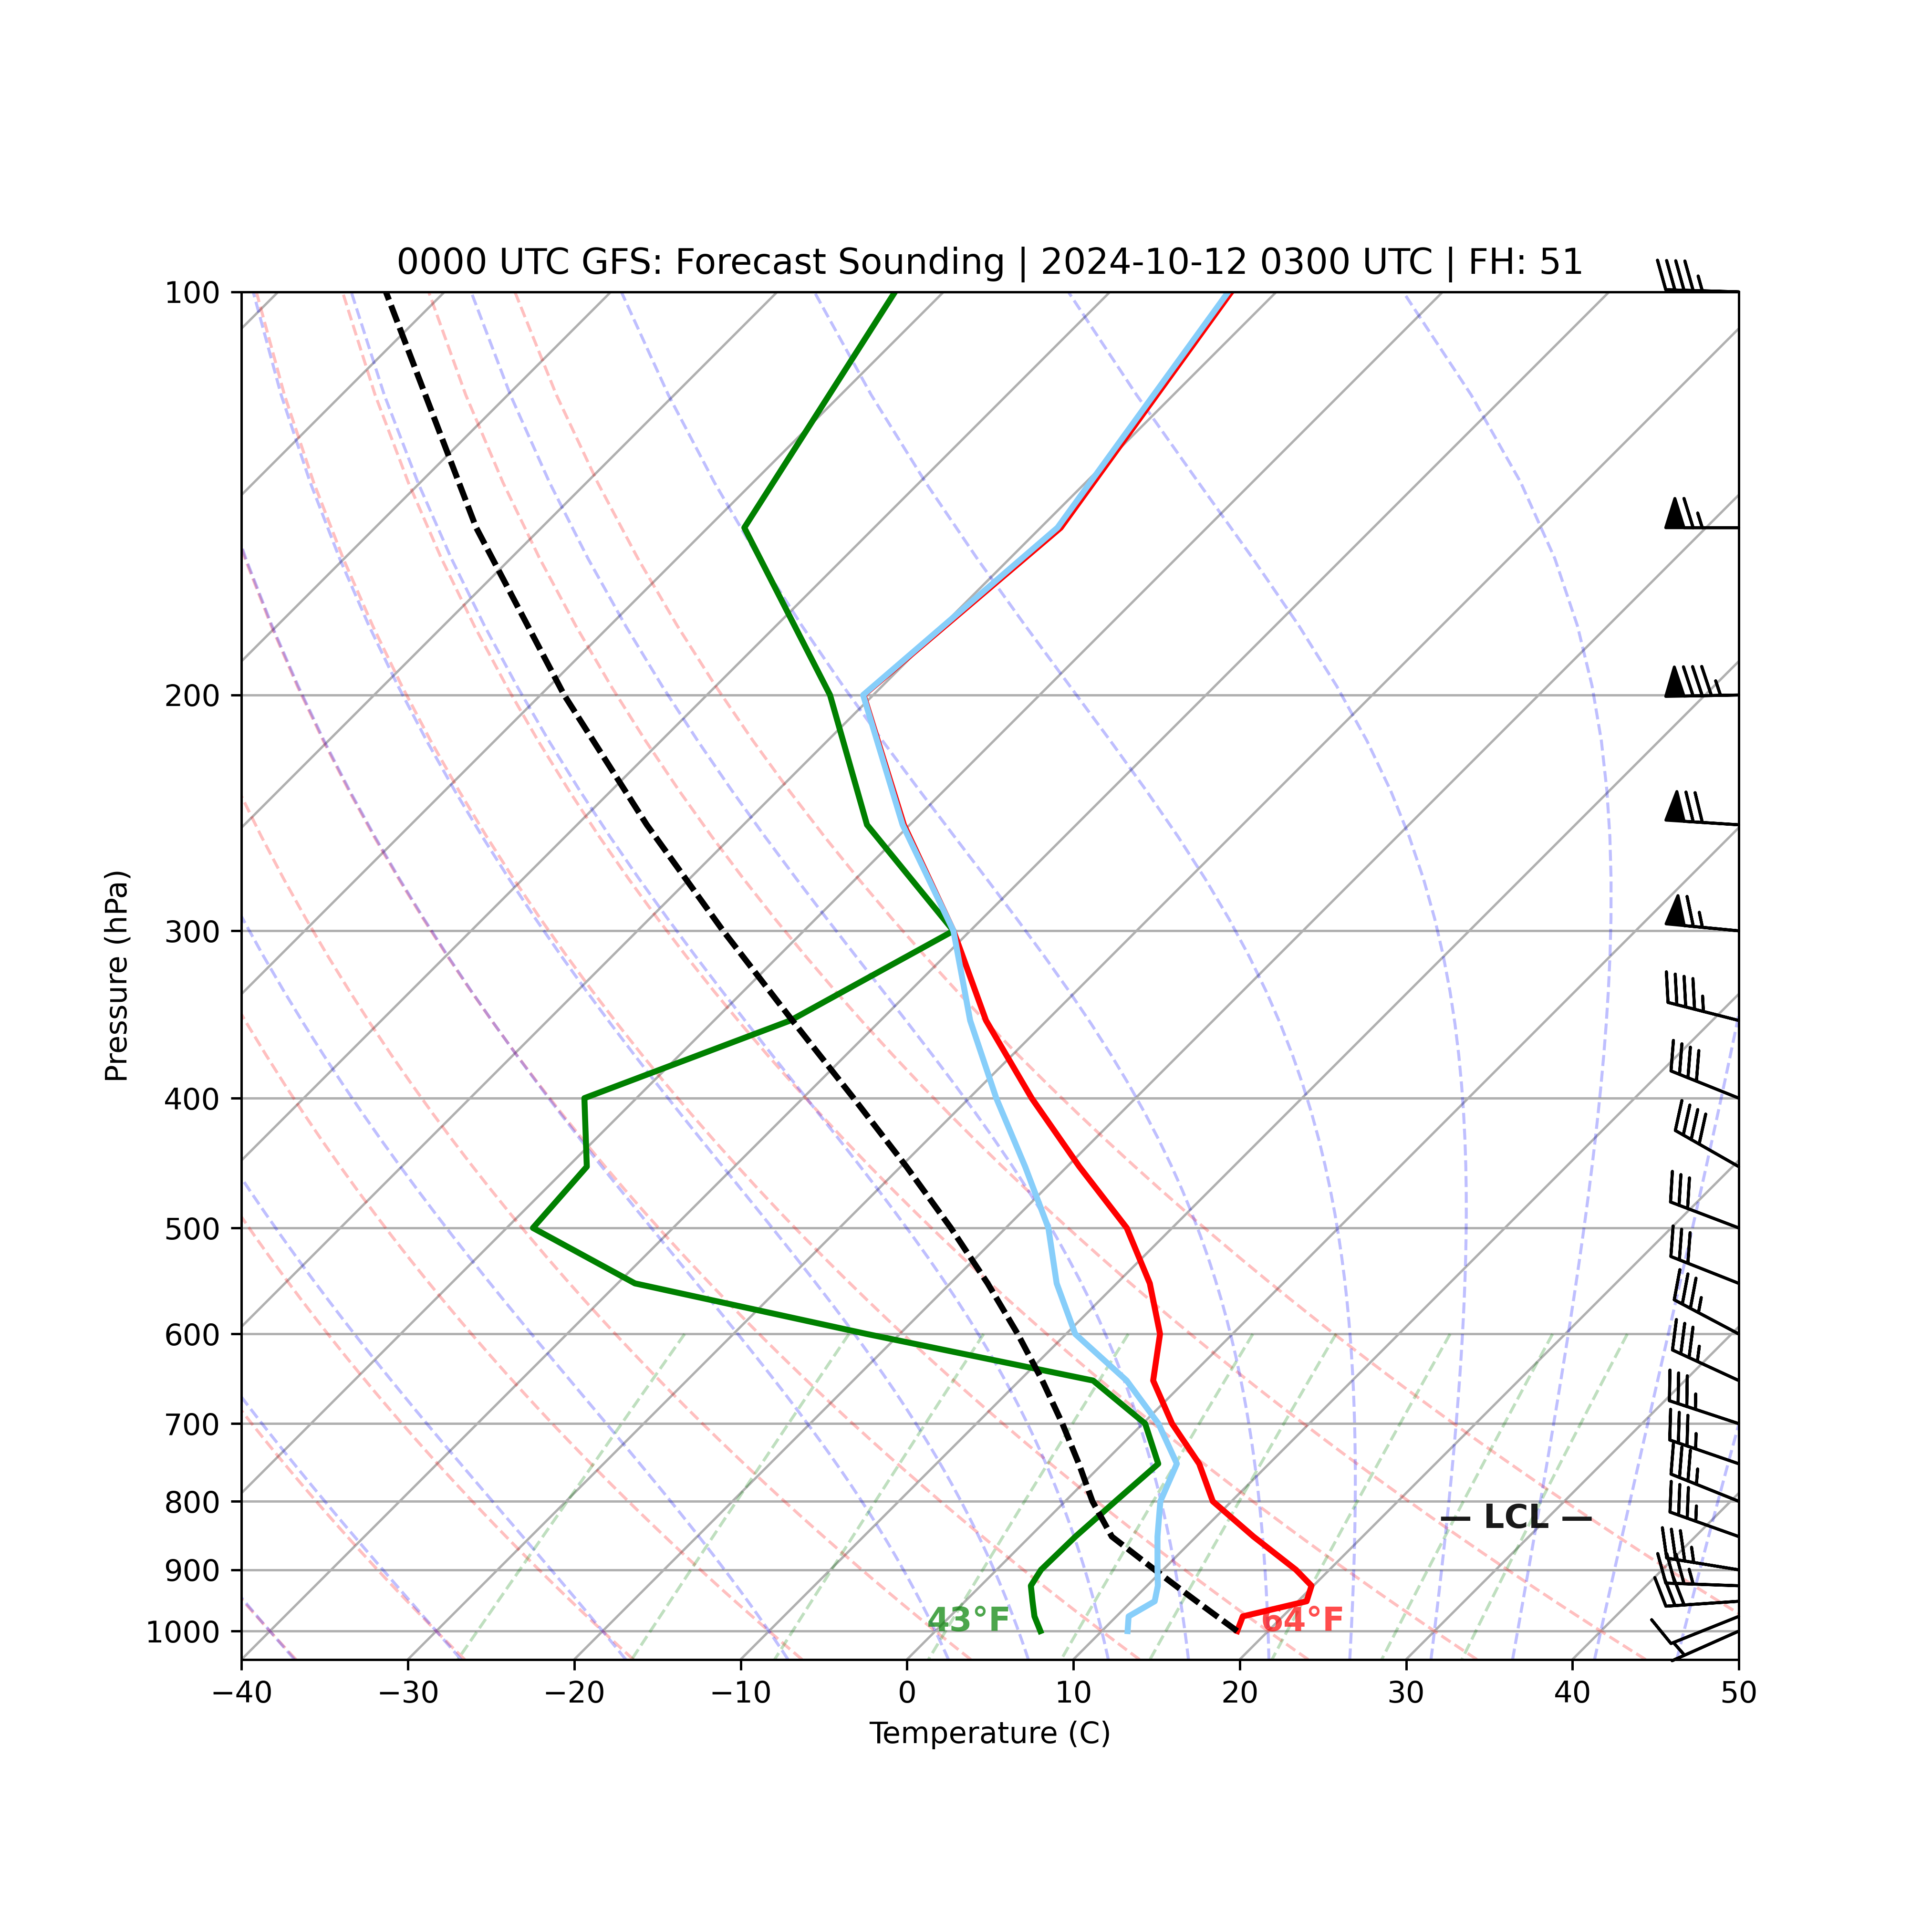 0000 UTC GFS: Forecast Sounding | 2024-10-12 0300 UTC | FH: 51
100
200
300
400
500
600
700
800
900
1000
Pressure (hPa)
— LCL —
43°F
64°F
−40 −30 −20 −10 0 10 20 30 40 50
Temperature (C)